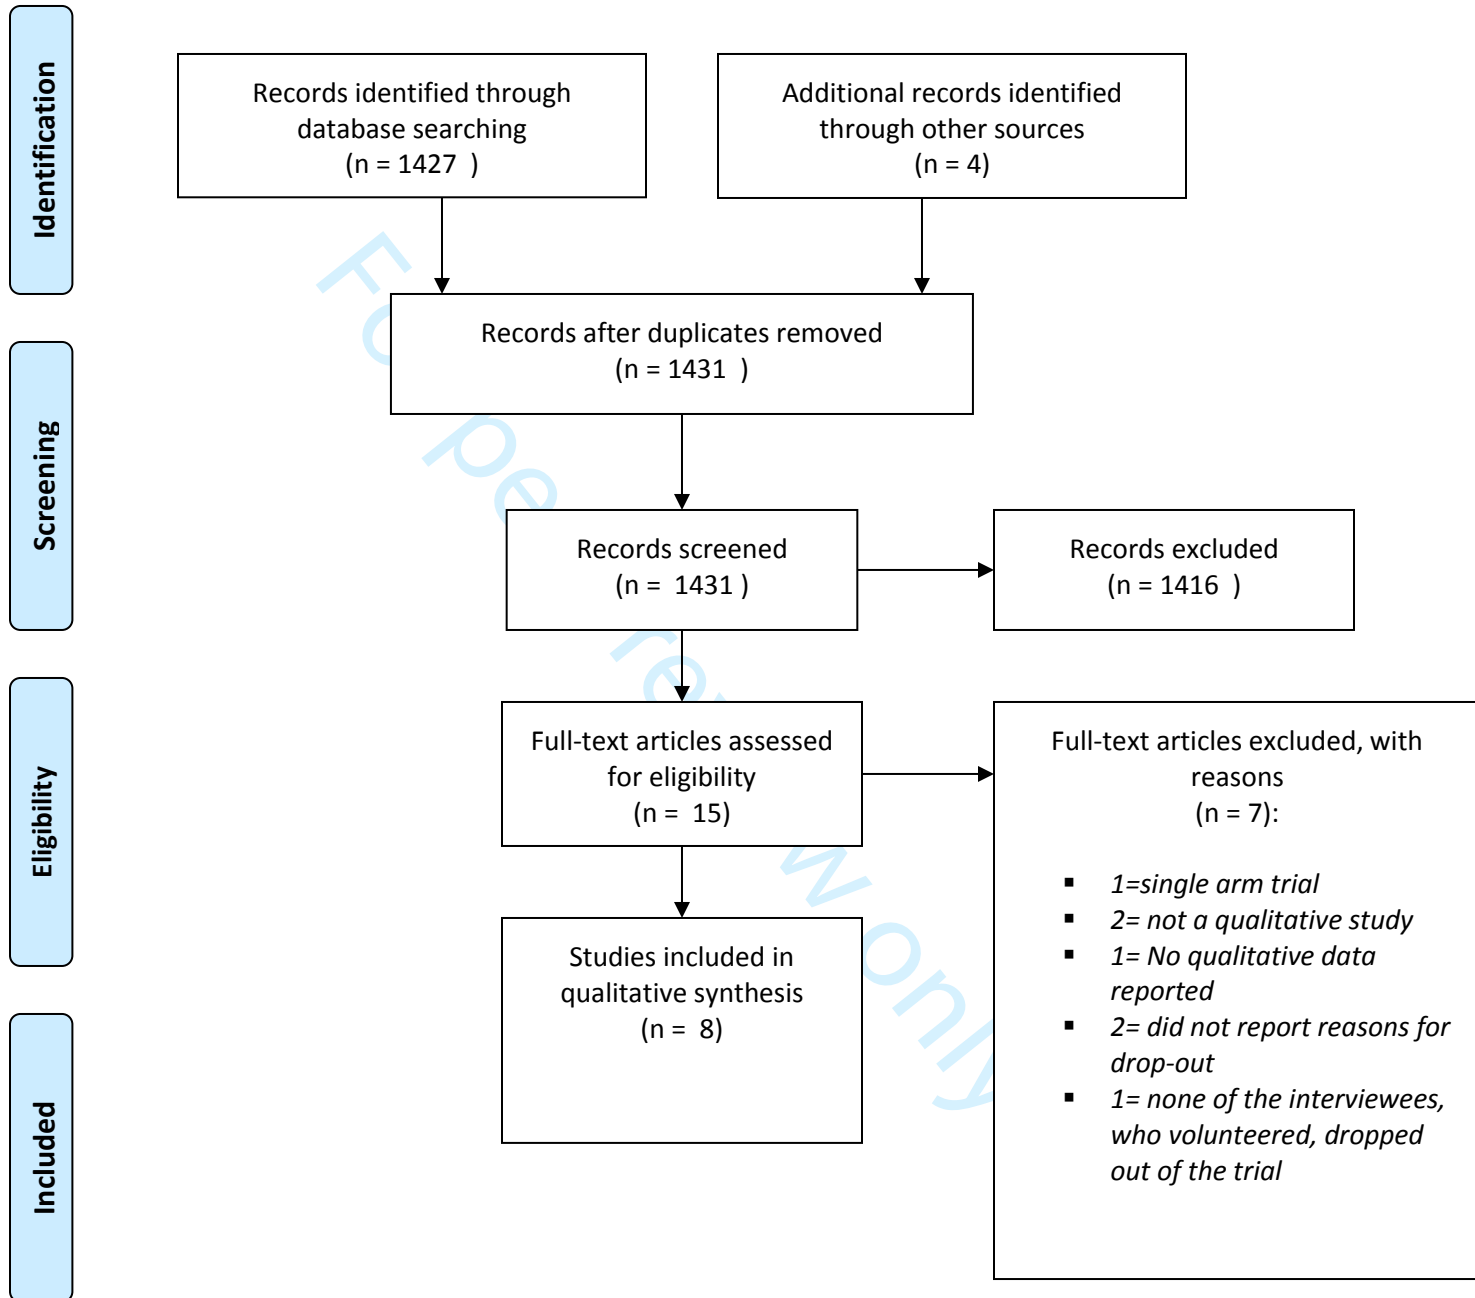 Identification
Records identified through
database searching
(n = 1427  )
Additional records identified
through other sources
(n = 4)
Records after duplicates removed
(n = 1431  )
Screening
Records screened
(n =  1431 )
Records excluded
(n = 1416  )
Eligibility
Full-text articles assessed
for eligibility
(n =  15)
Full-text articles excluded, with
reasons
(n = 7):
▪ 1=single arm trial
▪ 2= not a qualitative study
▪ 1= No qualitative data
reported
▪ 2= did not report reasons for
drop-out
▪ 1= none of the interviewees,
who volunteered, dropped
out of the trial
Included
Studies included in
qualitative synthesis
(n =  8)
For peer review only